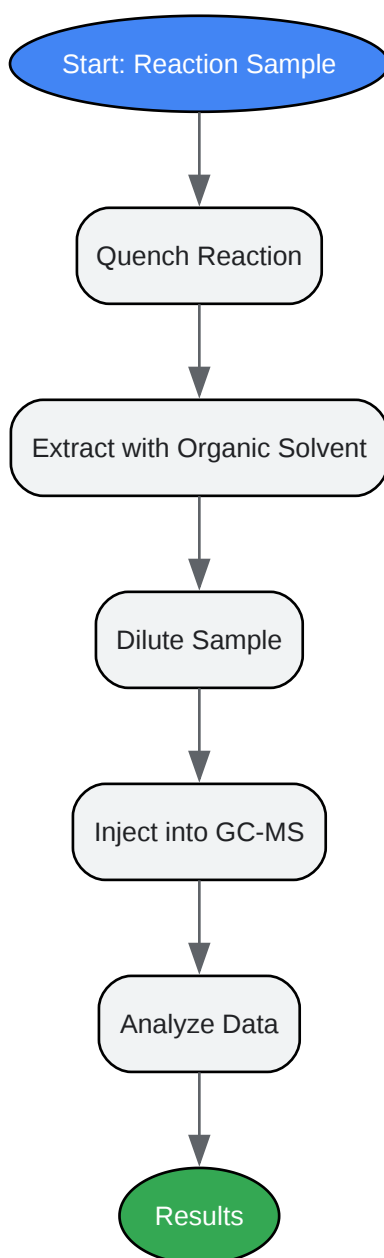 Start: Reaction Sample
Quench Reaction
Extract with Organic Solvent
Dilute Sample
Inject into GC-MS
Analyze Data
Results